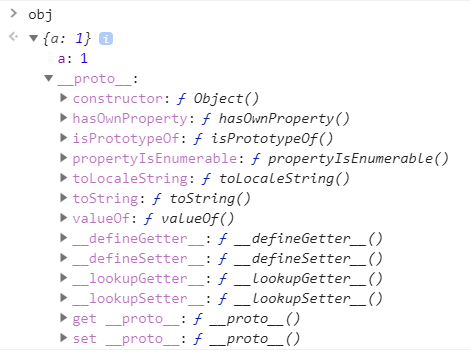 > obj
{a: 1} i
a: 1
__proto__:
constructor: ƒ Object()
hasOwnProperty: ƒ hasOwnProperty()
isPrototypeOf: ƒ isPrototypeOf()
propertyIsEnumerable: ƒ propertyIsEnumerable()
toLocaleString: ƒ toLocaleString()
toString: ƒ toString()
valueOf: ƒ valueOf()
__defineGetter__: ƒ __defineGetter__()
__defineSetter__: ƒ __defineSetter__()
__lookupGetter__: ƒ __lookupGetter__()
__lookupSetter__: ƒ __lookupSetter__()
get __proto__: ƒ __proto__()
set __proto__: ƒ __proto__()